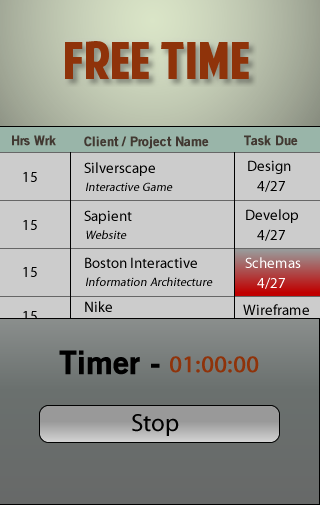 FREE TIME
Hrs Wrk Client / Project Name Task Due
15 Silverscape Design
Interactive Game 4/27
15 Sapient Develop
Website 4/27
15 Boston Interactive Schemas
Information Architecture 4/27
15 Nike Wireframe
Timer - 01:00:00
Stop